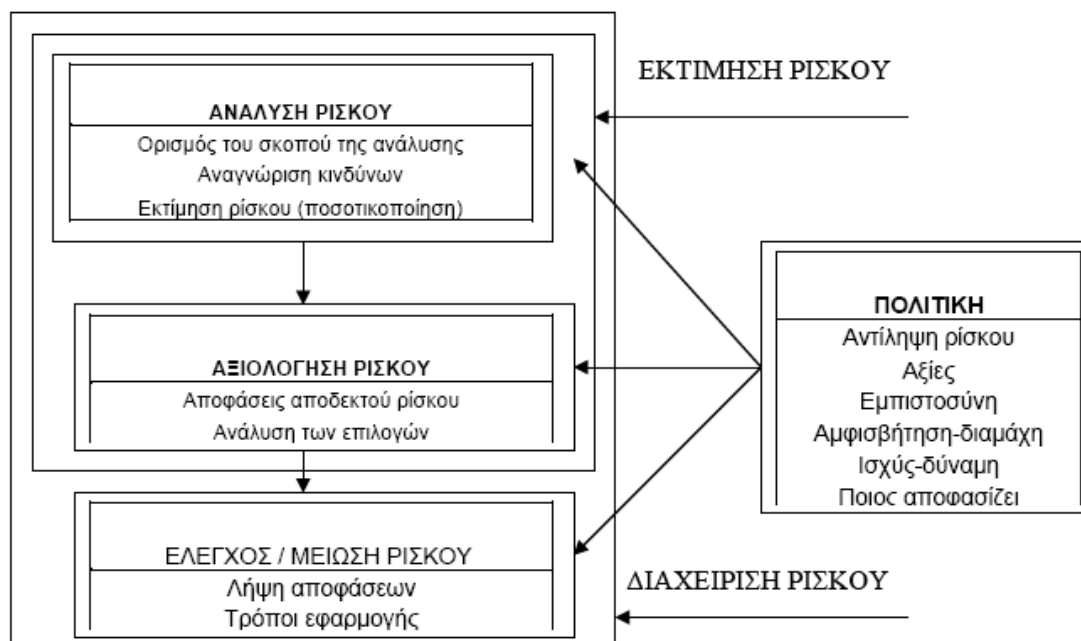 ΕΚΤΙΜΗΣΗ ΡΙΣΚΟΥ
ΑΝΑΛΥΣΗ ΡΙΣΚΟΥ
Ορισμός του σκοπού της ανάλυσης
Αναγνώριση κινδύνων
Εκτίμηση ρίσκου (ποσοτικοποίηση)
ΑΞΙΟΛΟΓΗΣΗ ΡΙΣΚΟΥ
Αποφάσεις αποδεκτού ρίσκου
Ανάλυση των επιλογών
ΕΛΕΓΧΟΣ / ΜΕΙΩΣΗ ΡΙΣΚΟΥ
Λήψη αποφάσεων
Τρόποι εφαρμογής
ΠΟΛΙΤΙΚΗ
Αντίληψη ρίσκου
Αξίες
Εμπιστοσύνη
Αμφισβήτηση-διαμάχη
Ισχύς-δύναμη
Ποιος αποφασίζει
ΔΙΑΧΕΙΡΙΣΗ ΡΙΣΚΟΥ